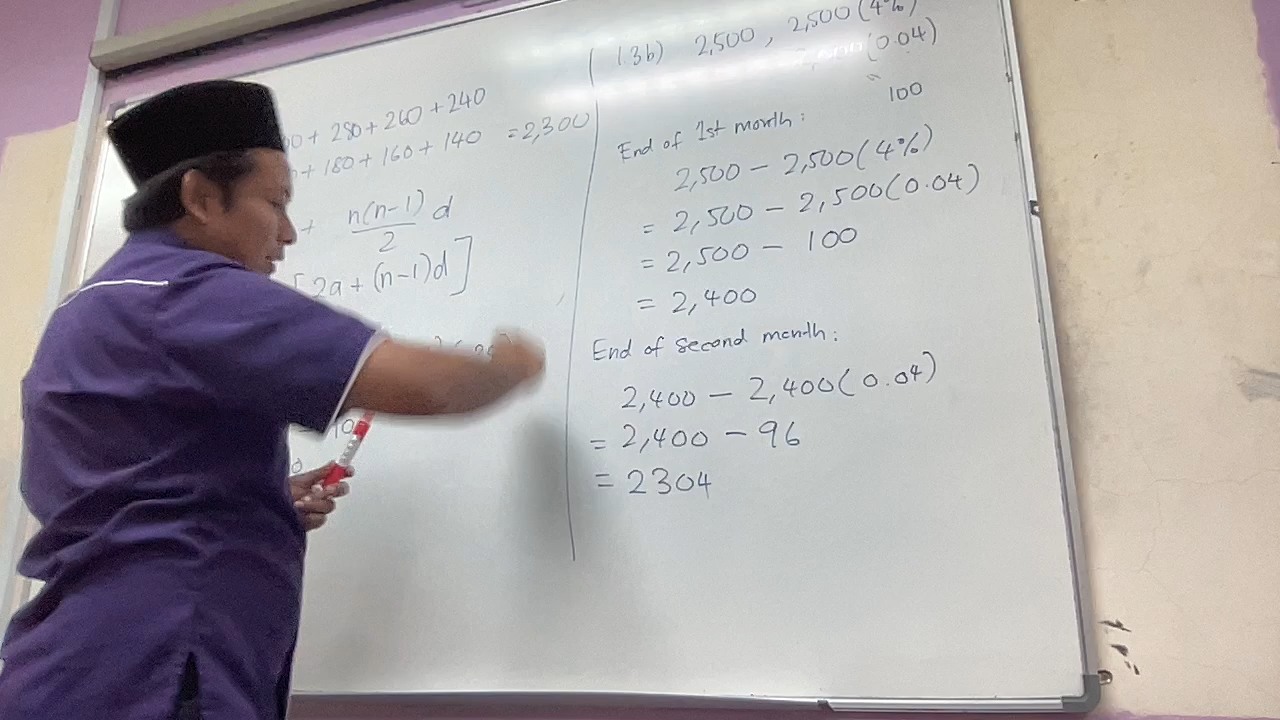 + 280 + 260 + 240
+ 180 + 160 + 140 = 2,300
+ n(n-1)/2 d
[2a + (n-1)d]
13b) 2,500 , 2,500 (4%)
(0.04)
100
End of 1st month:
2,500 - 2,500 (4%)
= 2,500 - 2,500 (0.04)
= 2,500 - 100
= 2,400
End of second month:
2,400 - 2,400 (0.04)
= 2,400 - 96
= 2304